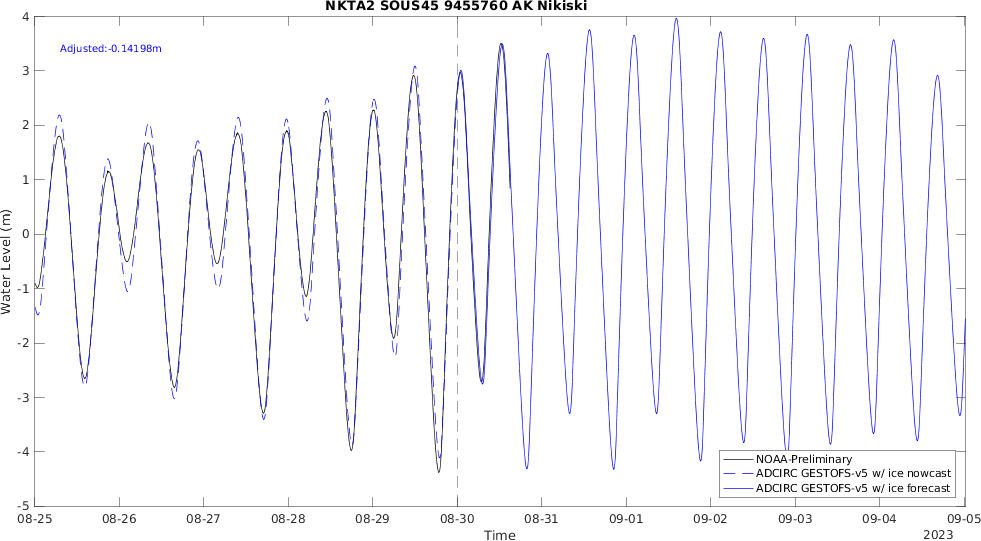 NKTA2 SOUS45 9455760 AK Nikiski
Adjusted:-0.14198m
Water Level (m)
4
3
2
1
0
-1
-2
-3
-4
-5
NOAA-Preliminary
ADCIRC GESTOFS-v5 w/ ice nowcast
ADCIRC GESTOFS-v5 w/ ice forecast
08-25 08-26 08-27 08-28 08-29 08-30 08-31 09-01 09-02 09-03 09-04 09-05
Time
2023